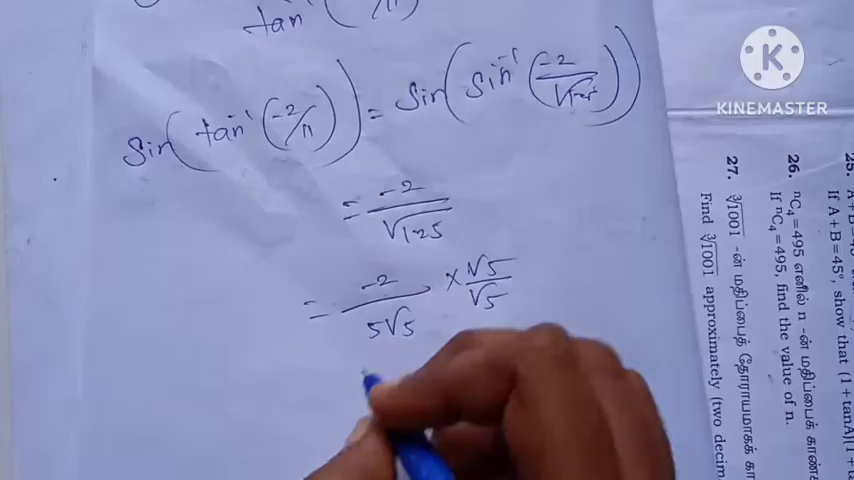 tan⁻¹(/11)
sin(tan⁻¹(-2/11)) = sin(sin⁻¹(-2/√125))
= -2/√125
= -2/5√5 × √5/√5
K
KINEMASTER
25. A+B=
If A+B=45°, show that (1+tanA)(1+t
26. ⁿC₄=495 எனில் n -ன் மதிப்பைக் காண்க
If ⁿC₄=495, find the value of n.
27. ∛1001 -ன் மதிப்பைத் தோராயமாகக் கா
Find ∛1001 approximately (two decim